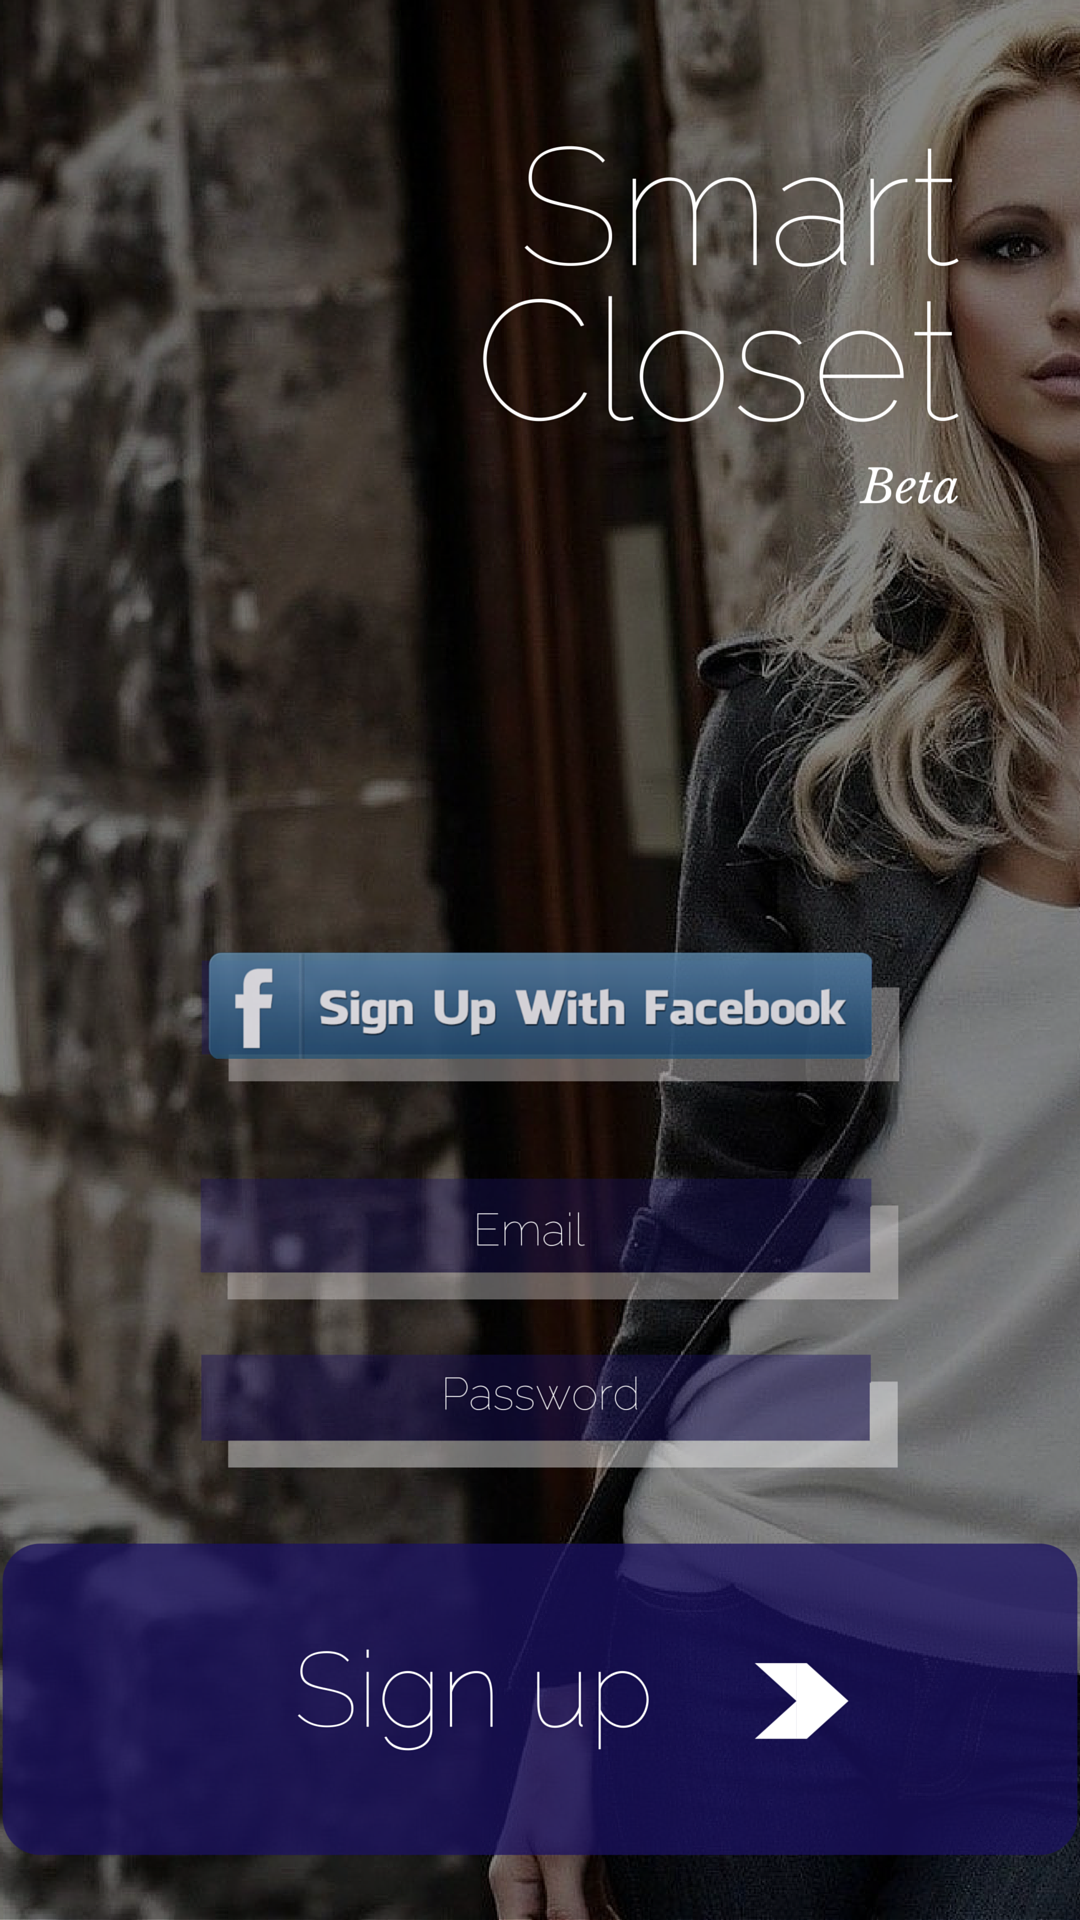 Smart
Closet
Beta
f Sign Up With Facebook
Email
Password
Sign up